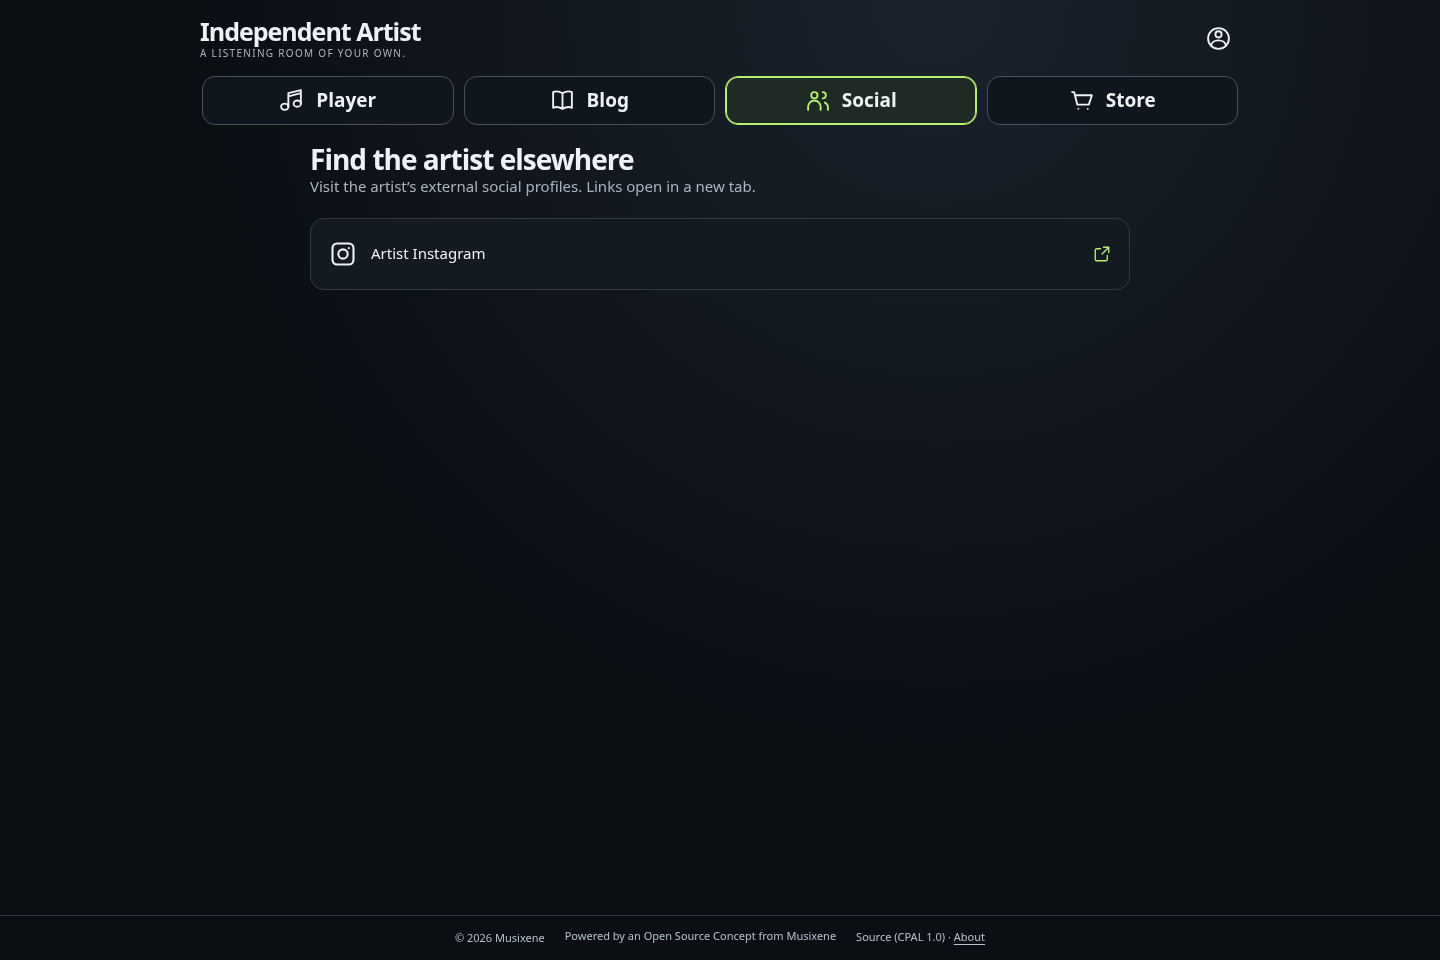 Independent Artist
A LISTENING ROOM OF YOUR OWN.
Player
Blog
Social
Store
Find the artist elsewhere
Visit the artist’s external social profiles. Links open in a new tab.
Artist Instagram
© 2026 Musixene
Powered by an Open Source Concept from Musixene
Source (CPAL 1.0) · About